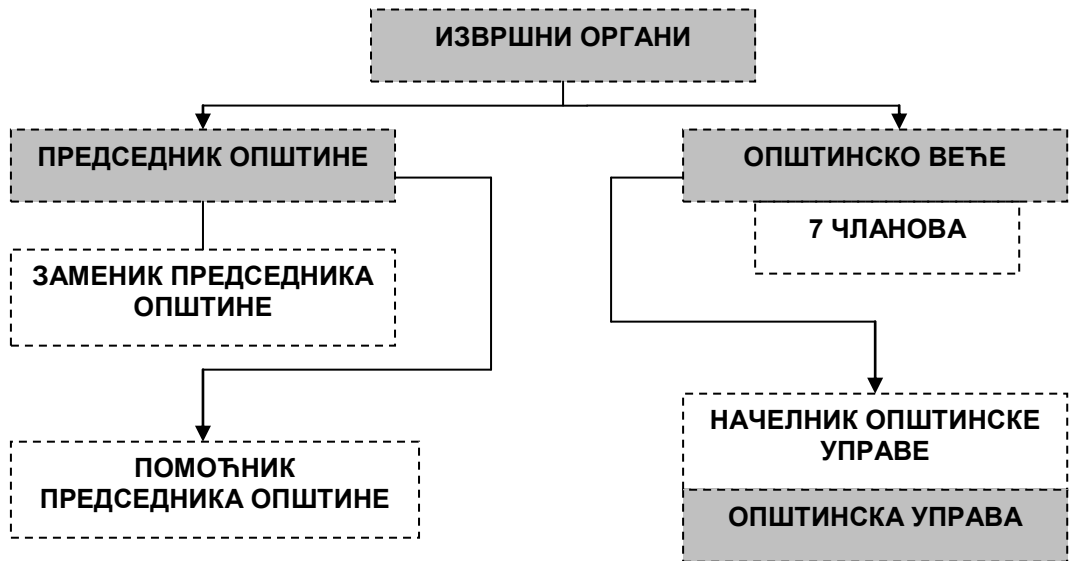 ИЗВРШНИ ОРГАНИ
ПРЕДСЕДНИК ОПШТИНЕ
ОПШТИНСКО ВЕЋЕ
7 ЧЛАНОВА
ЗАМЕНИК ПРЕДСЕДНИКА
ОПШТИНЕ
НАЧЕЛНИК ОПШТИНСКЕ
УПРАВЕ
ПОМОЋНИК
ПРЕДСЕДНИКА ОПШТИНЕ
ОПШТИНСКА УПРАВА